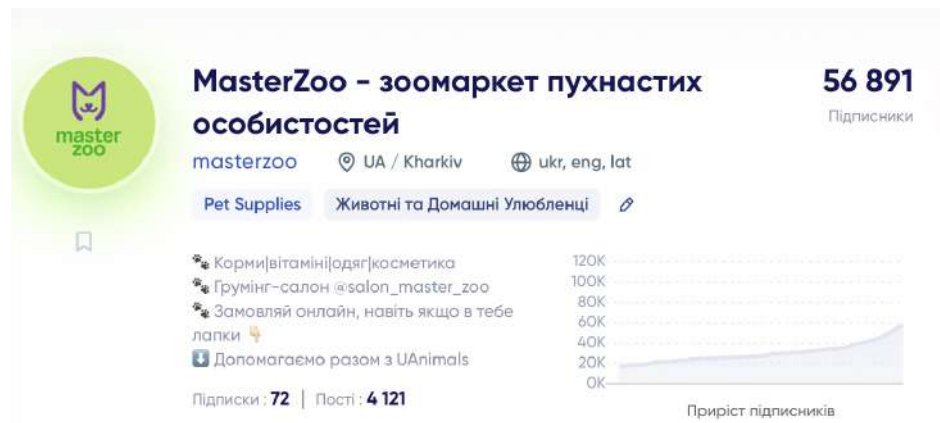 master
zoo
MasterZoo - зоомаркет пухнастих
особистостей
masterzoo UA / Kharkiv ukr, eng, lat
Pet Supplies Животні та Домашні Улюбленці
🐾 Корми|вітаміни|одяг|косметика
🐾 Грумінг-салон @salon_master_zoo
🐾 Замовляй онлайн, навіть якщо в тебе
лапки 👇🏻
⬇️ Допомагаємо разом з UAnimals
Підписки : 72 | Пості : 4 121
56 891
Підписники
120K
100K
80K
60K
40K
20K
0K
Приріст підписників